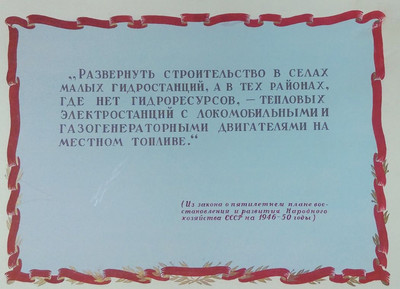 „Развернуть строительство в селах
малых гидростанций, а в тех районах,
где нет гидроресурсов, — тепловых
электростанций с локомобильными и
газогенераторными двигателями на
местном топливе.“
(Из закона о пятилетнем плане вос-
становления и развития Народного
хозяйства СССР на 1946-50 годы)